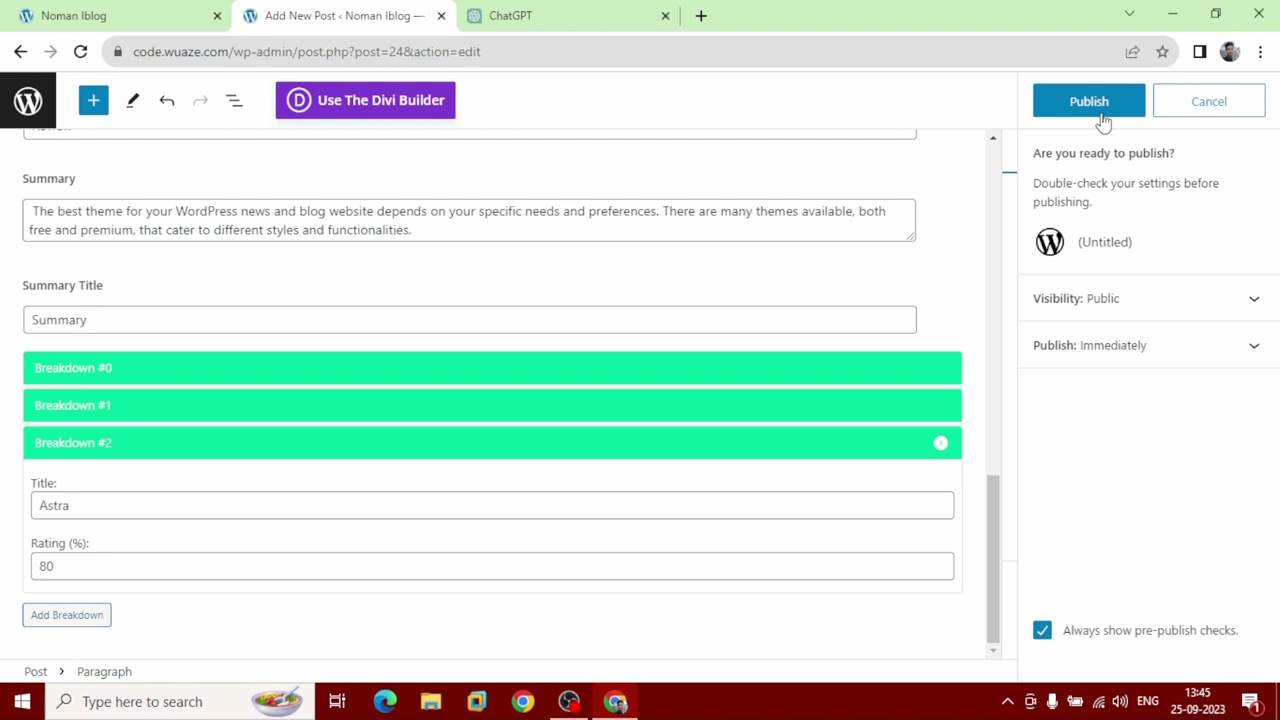 Noman Iblog
Add New Post ‹ Noman Iblog —
ChatGPT
code.wuaze.com/wp-admin/post.php?post=24&action=edit
D Use The Divi Builder
Publish
Cancel
Are you ready to publish?
Double-check your settings before
publishing.
(Untitled)
Visibility: Public
Publish: Immediately
Always show pre-publish checks.
Summary
The best theme for your WordPress news and blog website depends on your specific needs and preferences. There are many themes available, both
free and premium, that cater to different styles and functionalities.
Summary Title
Summary
Breakdown #0
Breakdown #1
Breakdown #2
Title:
Astra
Rating (%):
80
Add Breakdown
Post › Paragraph
Type here to search
ENG
13:45
25-09-2023
1